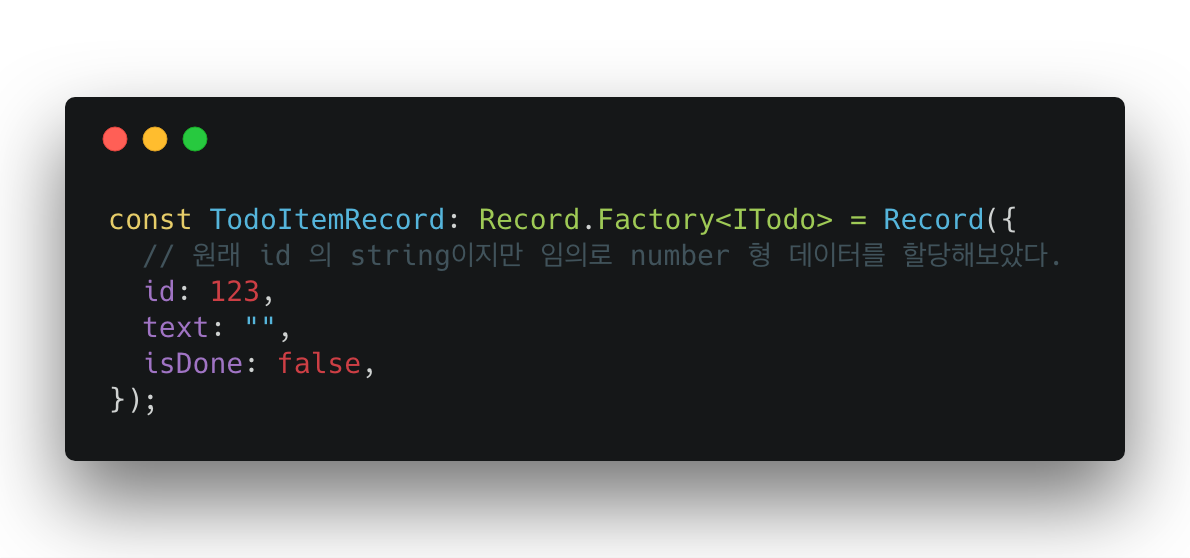 const TodoItemRecord: Record.Factory<ITodo> = Record({
  // 원래 id 의 string이지만 임의로 number 형 데이터를 할당해보았다.
  id: 123,
  text: "",
  isDone: false,
});